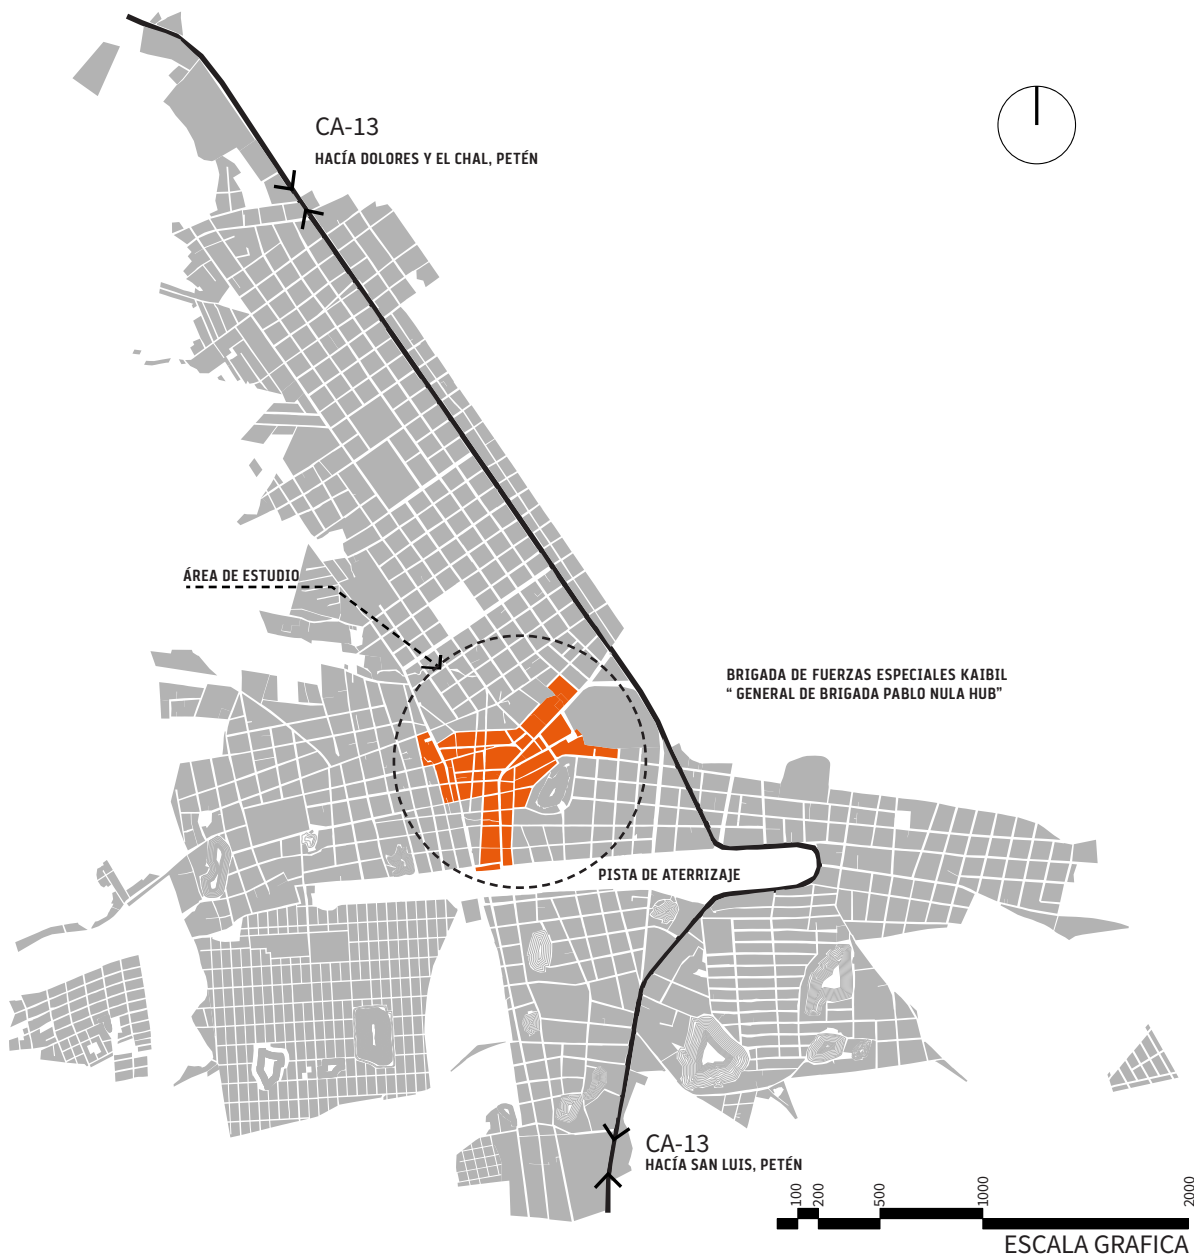 CA-13
HACÍA DOLORES Y EL CHAL, PETÉN
ÁREA DE ESTUDIO
BRIGADA DE FUERZAS ESPECIALES KAIBIL
“ GENERAL DE BRIGADA PABLO NULA HUB”
PISTA DE ATERRIZAJE
CA-13
HACÍA SAN LUIS, PETÉN
100
200
500
1000
2000
ESCALA GRAFICA